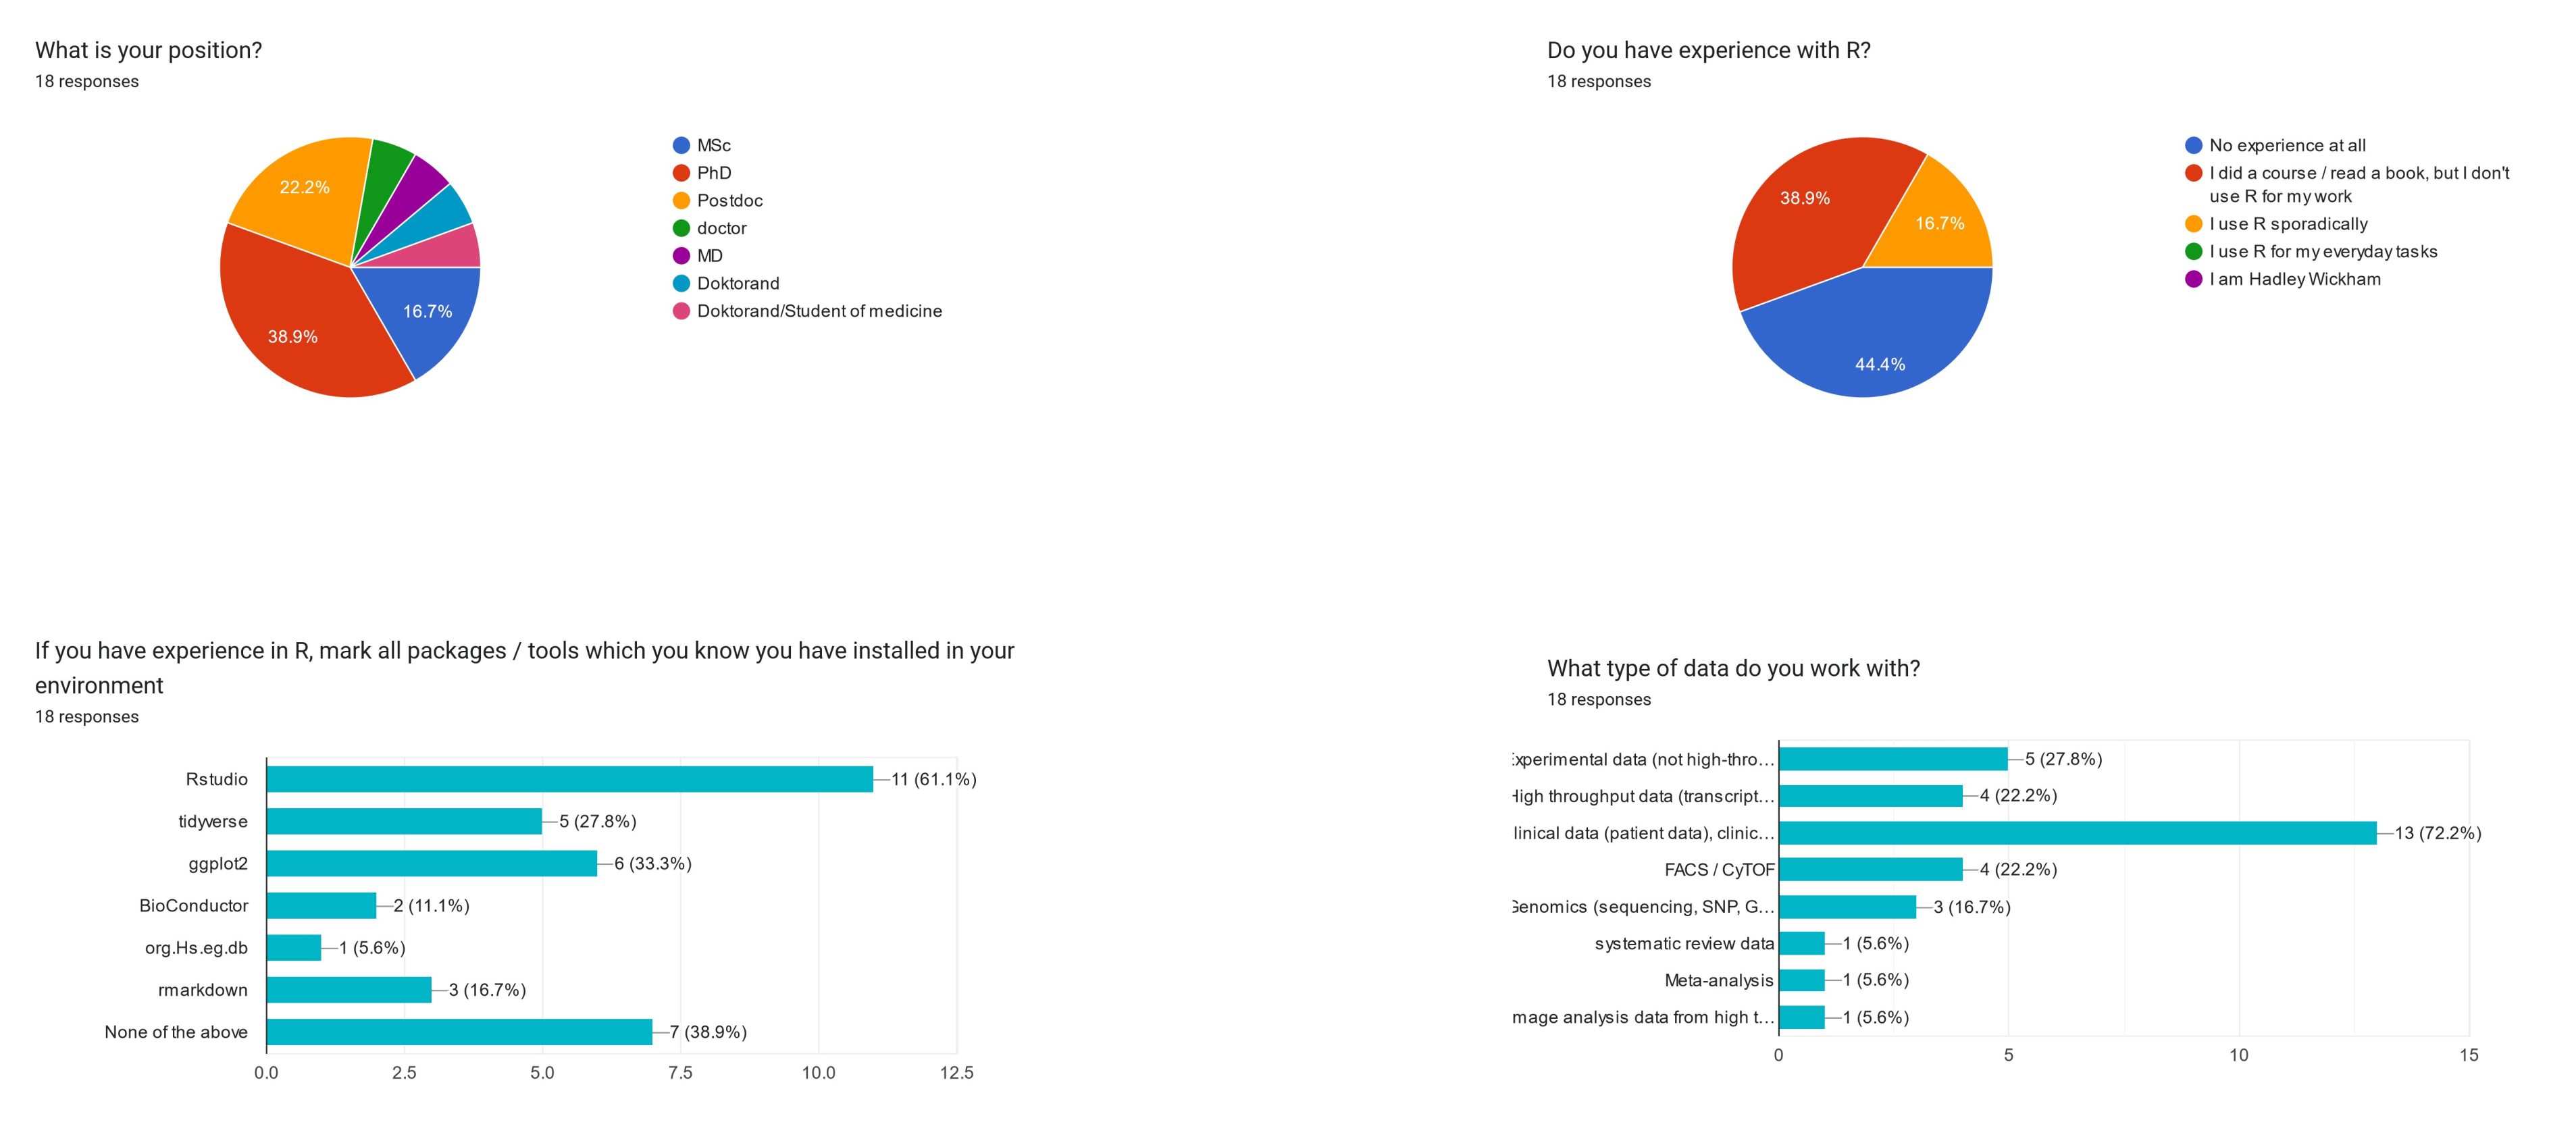 What is your position?
18 responses
22.2%
38.9%
16.7%
MSc
PhD
Postdoc
doctor
MD
Doktorand
Doktorand/Student of medicine
Do you have experience with R?
18 responses
38.9%
16.7%
44.4%
No experience at all
I did a course / read a book, but I don't
use R for my work
I use R sporadically
I use R for my everyday tasks
I am Hadley Wickham
If you have experience in R, mark all packages / tools which you know you have installed in your
environment
18 responses
Rstudio 11 (61.1%)
tidyverse 5 (27.8%)
ggplot2 6 (33.3%)
BioConductor 2 (11.1%)
org.Hs.eg.db 1 (5.6%)
rmarkdown 3 (16.7%)
None of the above 7 (38.9%)
0.0 2.5 5.0 7.5 10.0 12.5
What type of data do you work with?
18 responses
Experimental data (not high-thro... 5 (27.8%)
High throughput data (transcript... 4 (22.2%)
linical data (patient data), clinic... 13 (72.2%)
FACS / CyTOF 4 (22.2%)
Genomics (sequencing, SNP, G... 3 (16.7%)
systematic review data 1 (5.6%)
Meta-analysis 1 (5.6%)
mage analysis data from high t... 1 (5.6%)
0 5 10 15